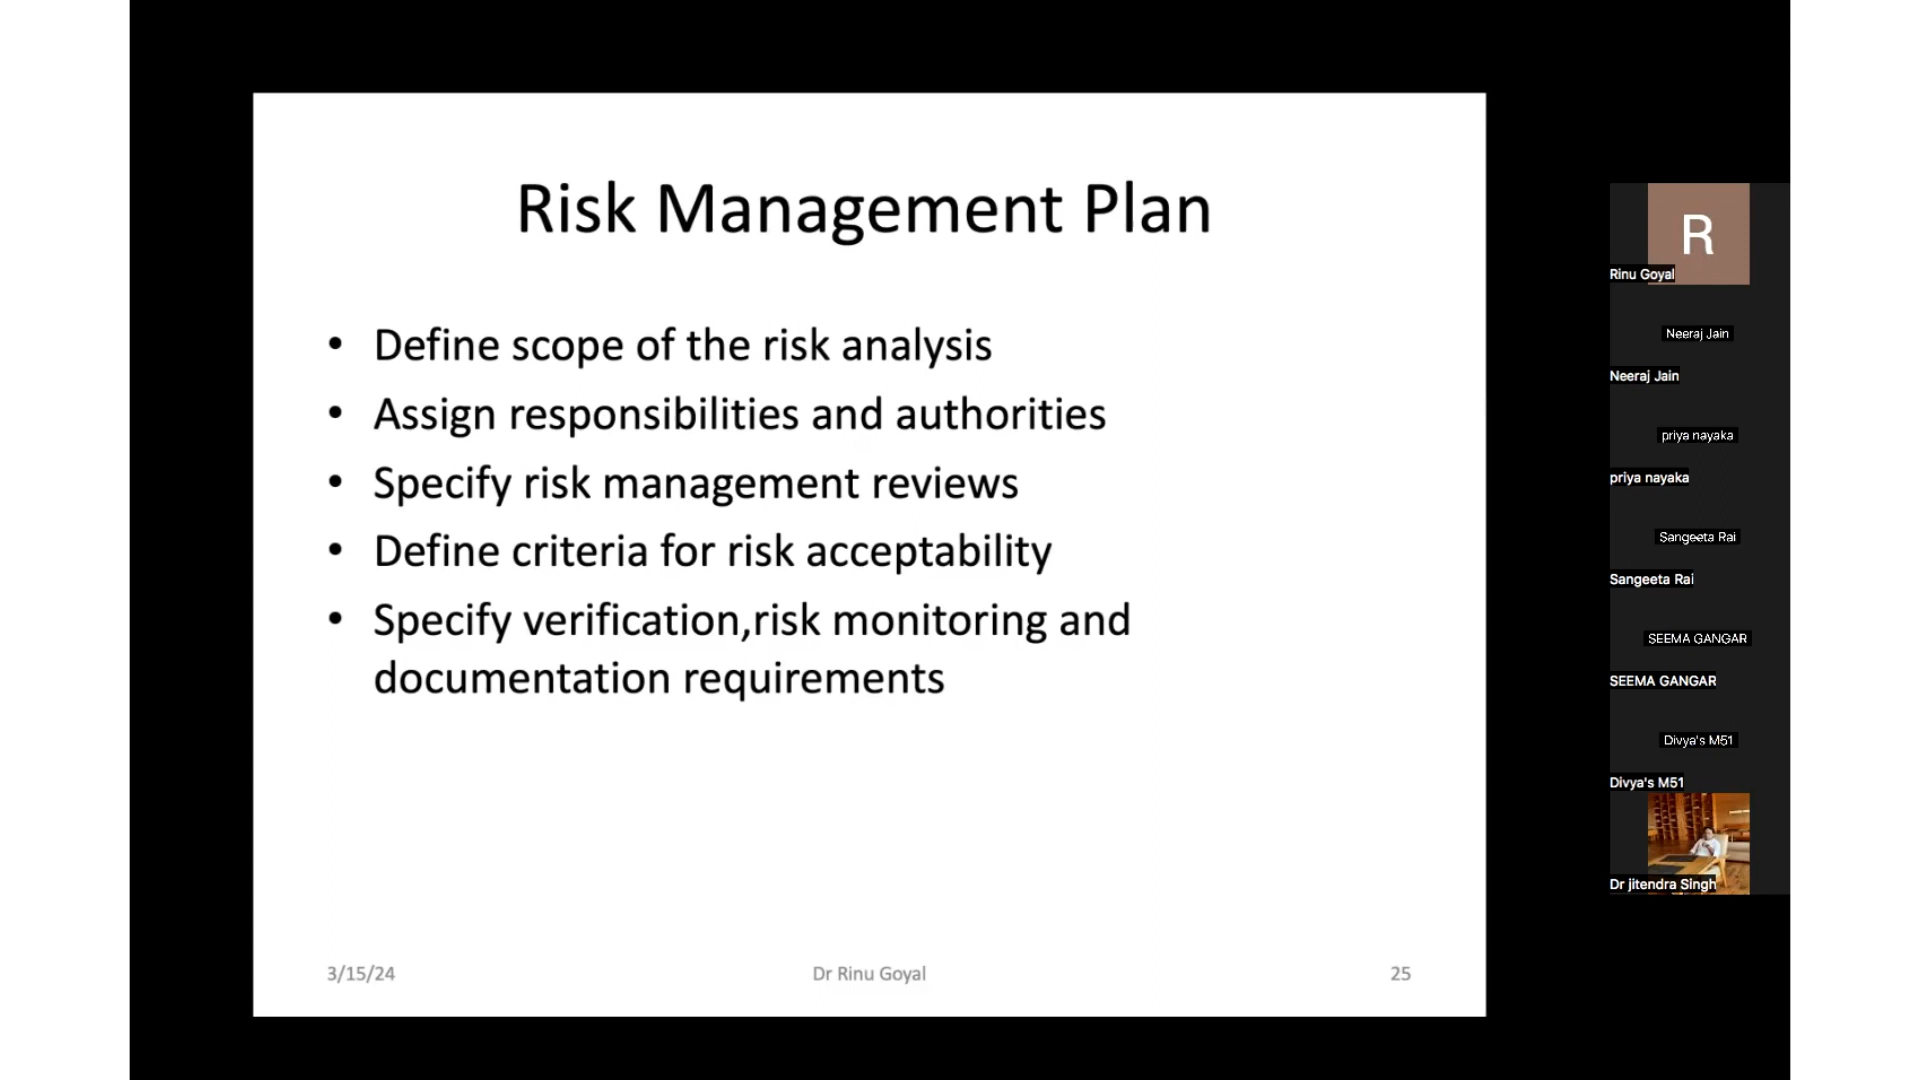 Risk Management Plan
• Define scope of the risk analysis
• Assign responsibilities and authorities
• Specify risk management reviews
• Define criteria for risk acceptability
• Specify verification,risk monitoring and
documentation requirements
3/15/24
Dr Rinu Goyal
25
R
Rinu Goyal
Neeraj Jain
Neeraj Jain
priya nayaka
priya nayaka
Sangeeta Rai
Sangeeta Rai
SEEMA GANGAR
SEEMA GANGAR
Divya's M51
Divya's M51
Dr jitendra Singh